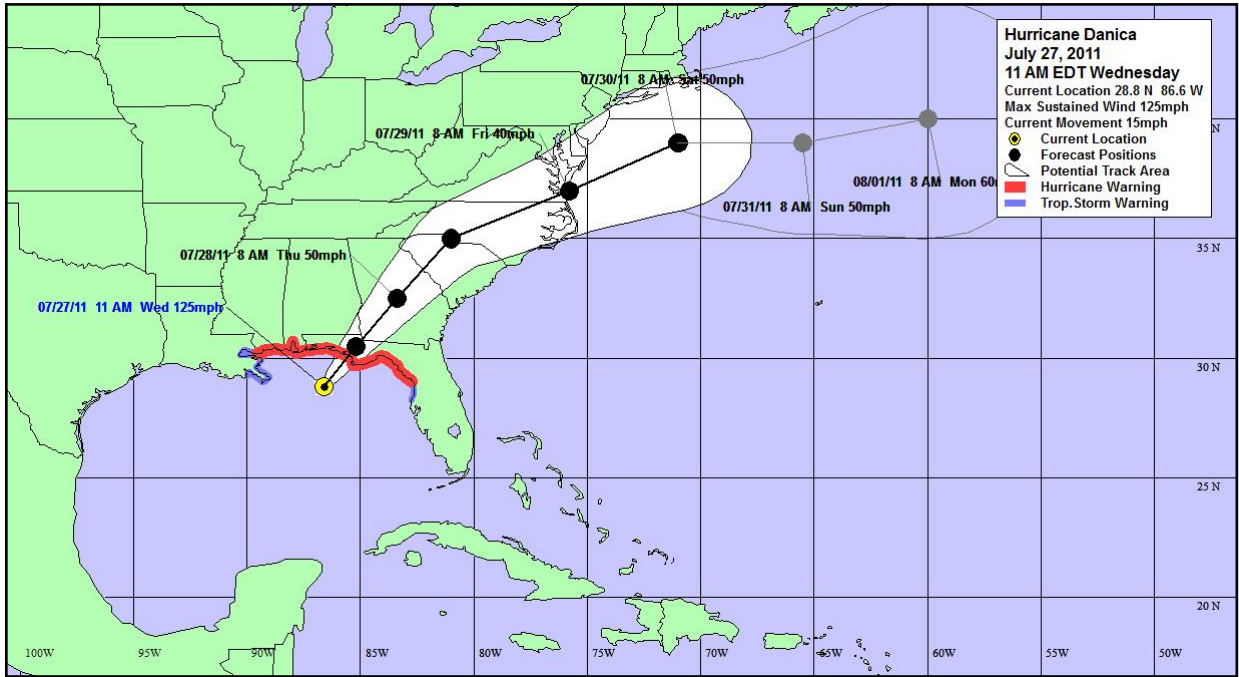 Hurricane Danica
July 27, 2011
11 AM EDT Wednesday
Current Location 28.8 N 86.6 W
Max Sustained Wind 125mph
Current Movement 15mph
Current Location
Forecast Positions
Potential Track Area
Hurricane Warning
Trop.Storm Warning
07/30/11 8 AM Sat 50mph
07/29/11 8 AM Fri 40mph
08/01/11 8 AM Mon 60
07/31/11 8 AM Sun 50mph
07/28/11 8 AM Thu 50mph
07/27/11 11 AM Wed 125mph
N
35 N
30 N
25 N
20 N
100W 95W 90W 85W 80W 75W 70W 65W 60W 55W 50W